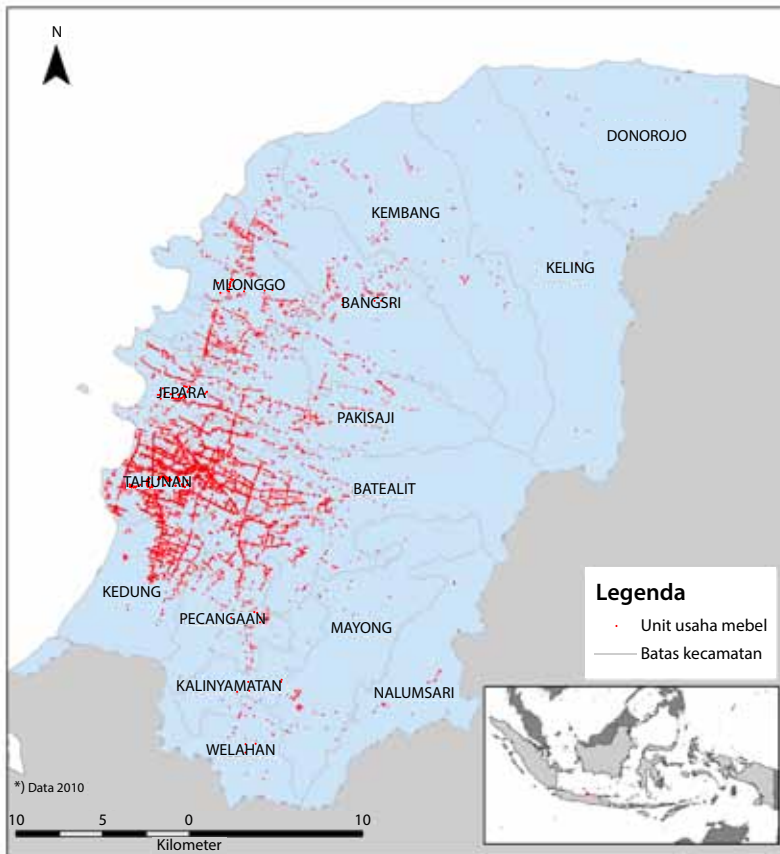 N
DONOROJO
KEMBANG
KELING
MLONGGO
BANGSRI
JEPARA
PAKISAJI
TAHUNAN
BATEALIT
KEDUNG
PECANGAAN
MAYONG
KALINYAMATAN
NALUMSARI
WELAHAN
Legenda
Unit usaha mebel
Batas kecamatan
*) Data 2010
10 5 0 10
Kilometer